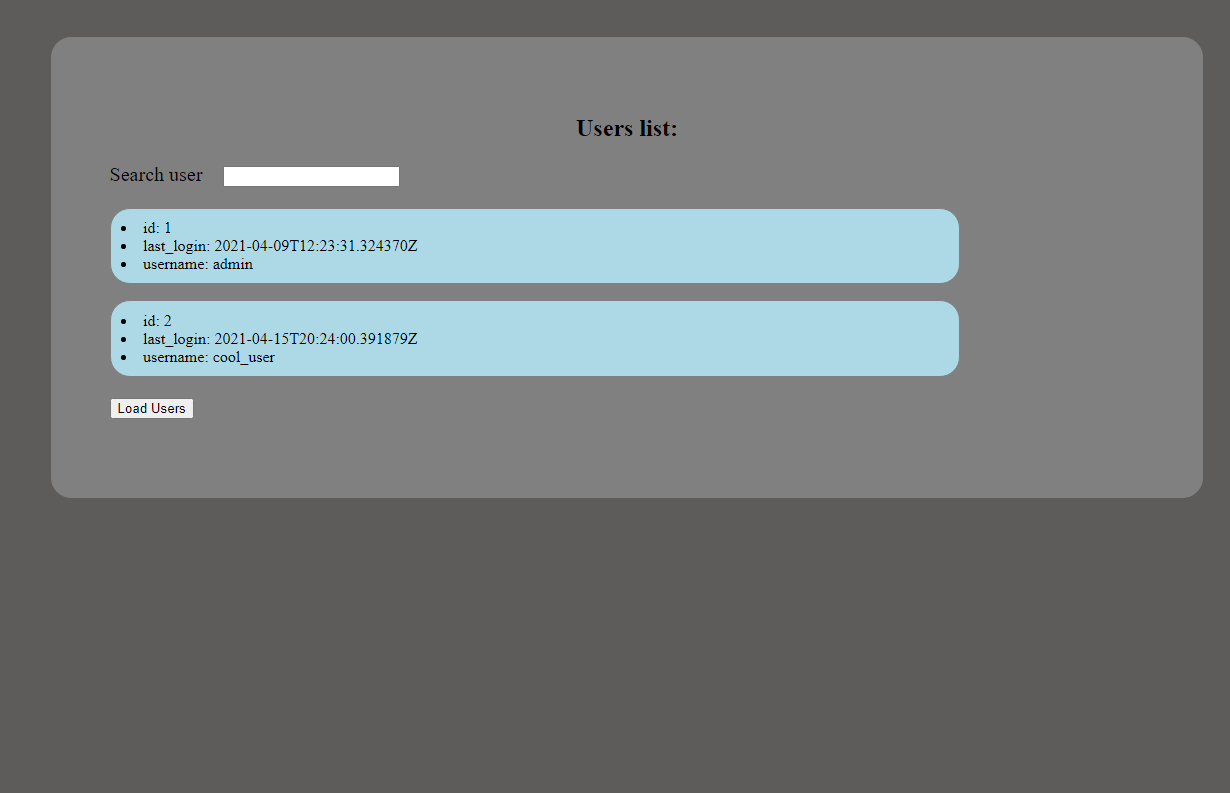 Users list:
Search user
id: 1
last_login: 2021-04-09T12:23:31.324370Z
username: admin
id: 2
last_login: 2021-04-15T20:24:00.391879Z
username: cool_user
Load Users